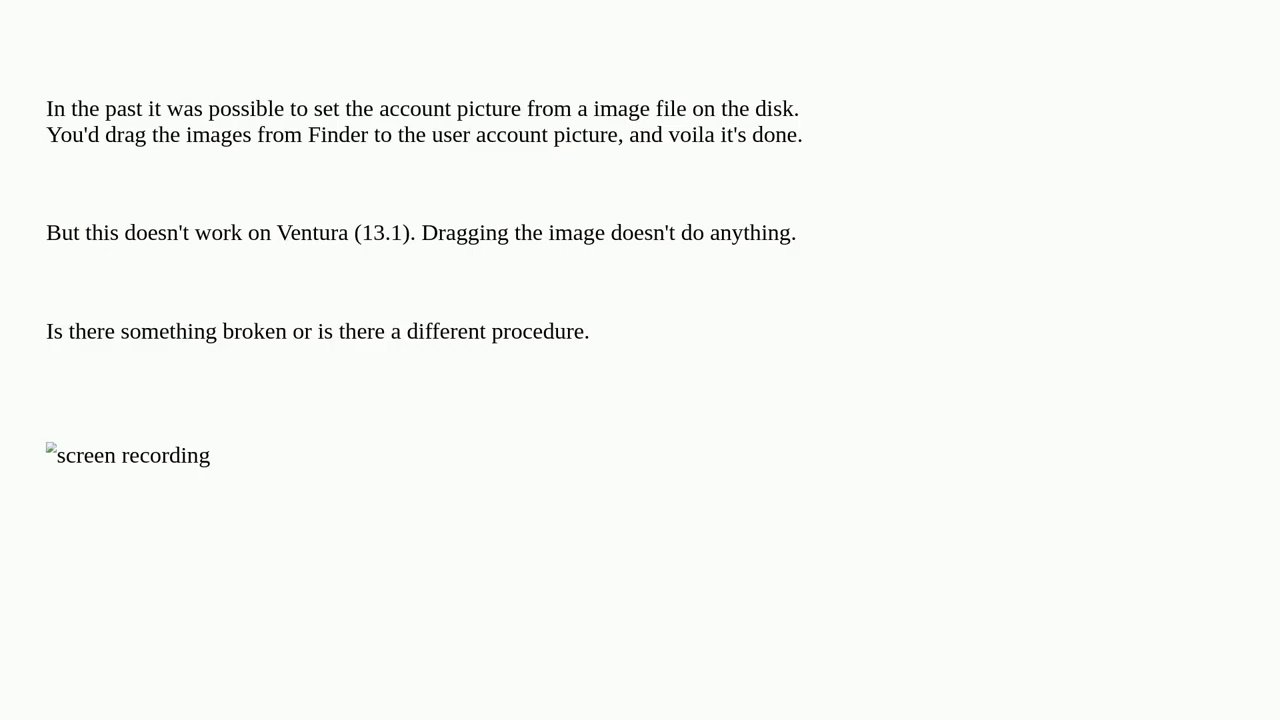 In the past it was possible to set the account picture from a image file on the disk.
You'd drag the images from Finder to the user account picture, and voila it's done.
But this doesn't work on Ventura (13.1). Dragging the image doesn't do anything.
Is there something broken or is there a different procedure.
screen recording